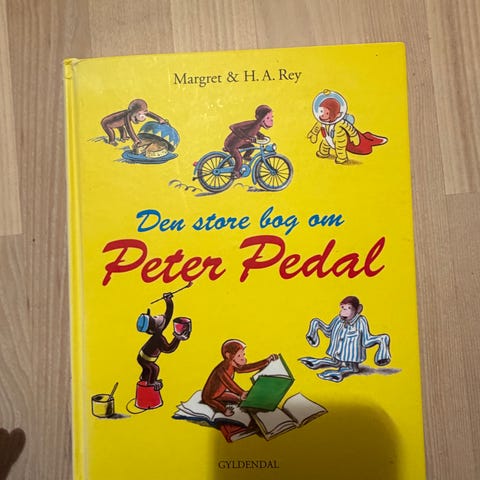 Margret & H. A. Rey
Den store bog om
Peter Pedal
GYLDENDAL